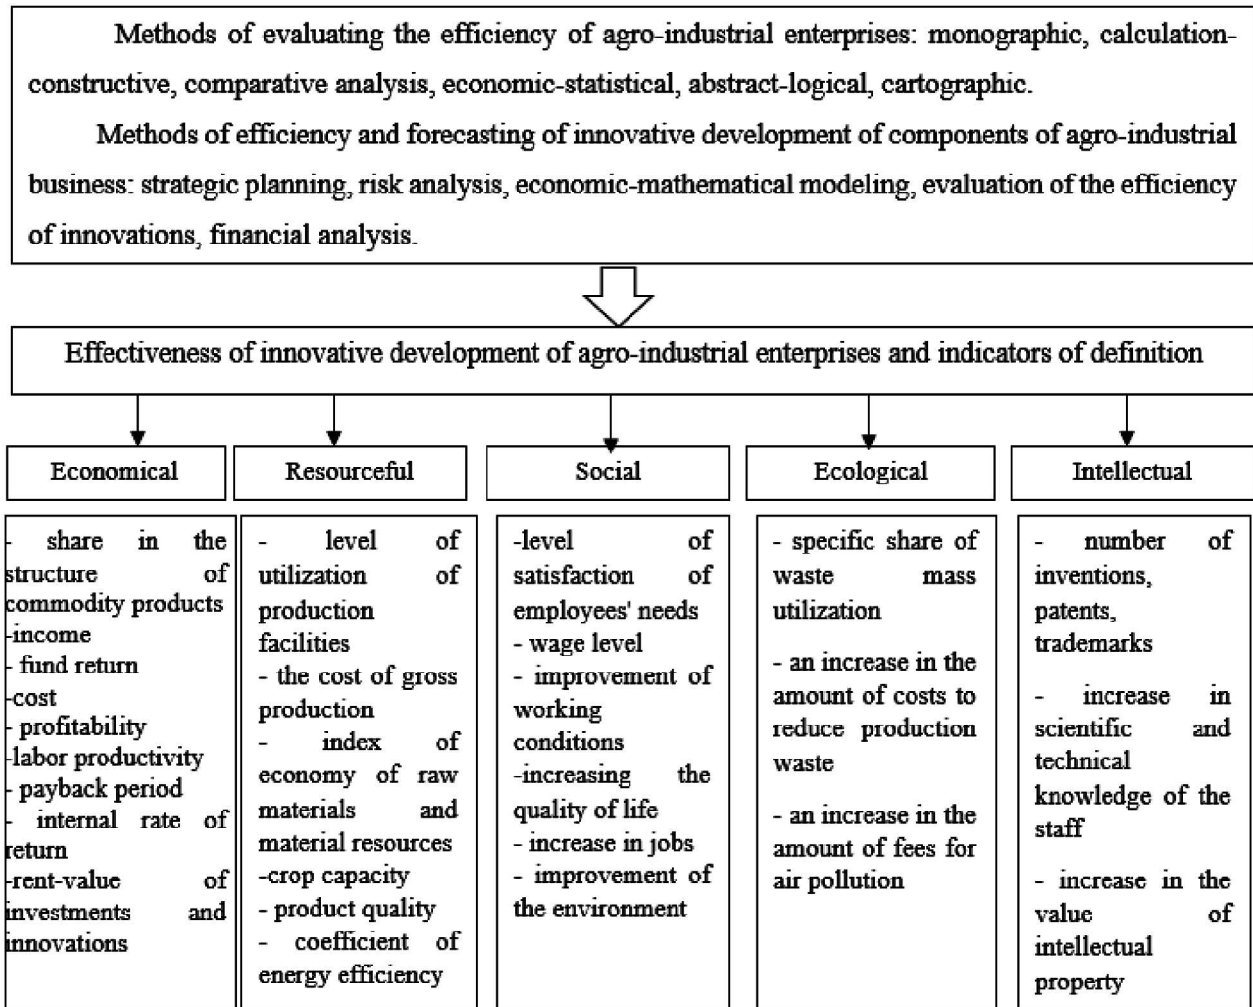 Methods of evaluating the efficiency of agro-industrial enterprises: monographic, calculation-
constructive, comparative analysis, economic-statistical, abstract-logical, cartographic.
Methods of efficiency and forecasting of innovative development of components of agro-industrial
business: strategic planning, risk analysis, economic-mathematical modeling, evaluation of the efficiency
of innovations, financial analysis.
Effectiveness of innovative development of agro-industrial enterprises and indicators of definition
Economical
- share in the
structure of
commodity products
-income
- fund return
-cost
- profitability
-labor productivity
- payback period
- internal rate of
return
-rent-value of
investments and
innovations
Resourceful
- level of
utilization of
production
facilities
- the cost of gross
production
- index of
economy of raw
materials and
material resources
-crop capacity
- product quality
- coefficient of
energy efficiency
Social
-level of
satisfaction of
employees' needs
- wage level
- improvement of
working
conditions
-increasing the
quality of life
- increase in jobs
- improvement of
the environment
Ecological
- specific share of
waste mass
utilization
- an increase in the
amount of costs to
reduce production
waste
- an increase in the
amount of fees for
air pollution
Intellectual
- number of
inventions,
patents,
trademarks
- increase in
scientific and
technical
knowledge of the
staff
- increase in the
value of
intellectual
property